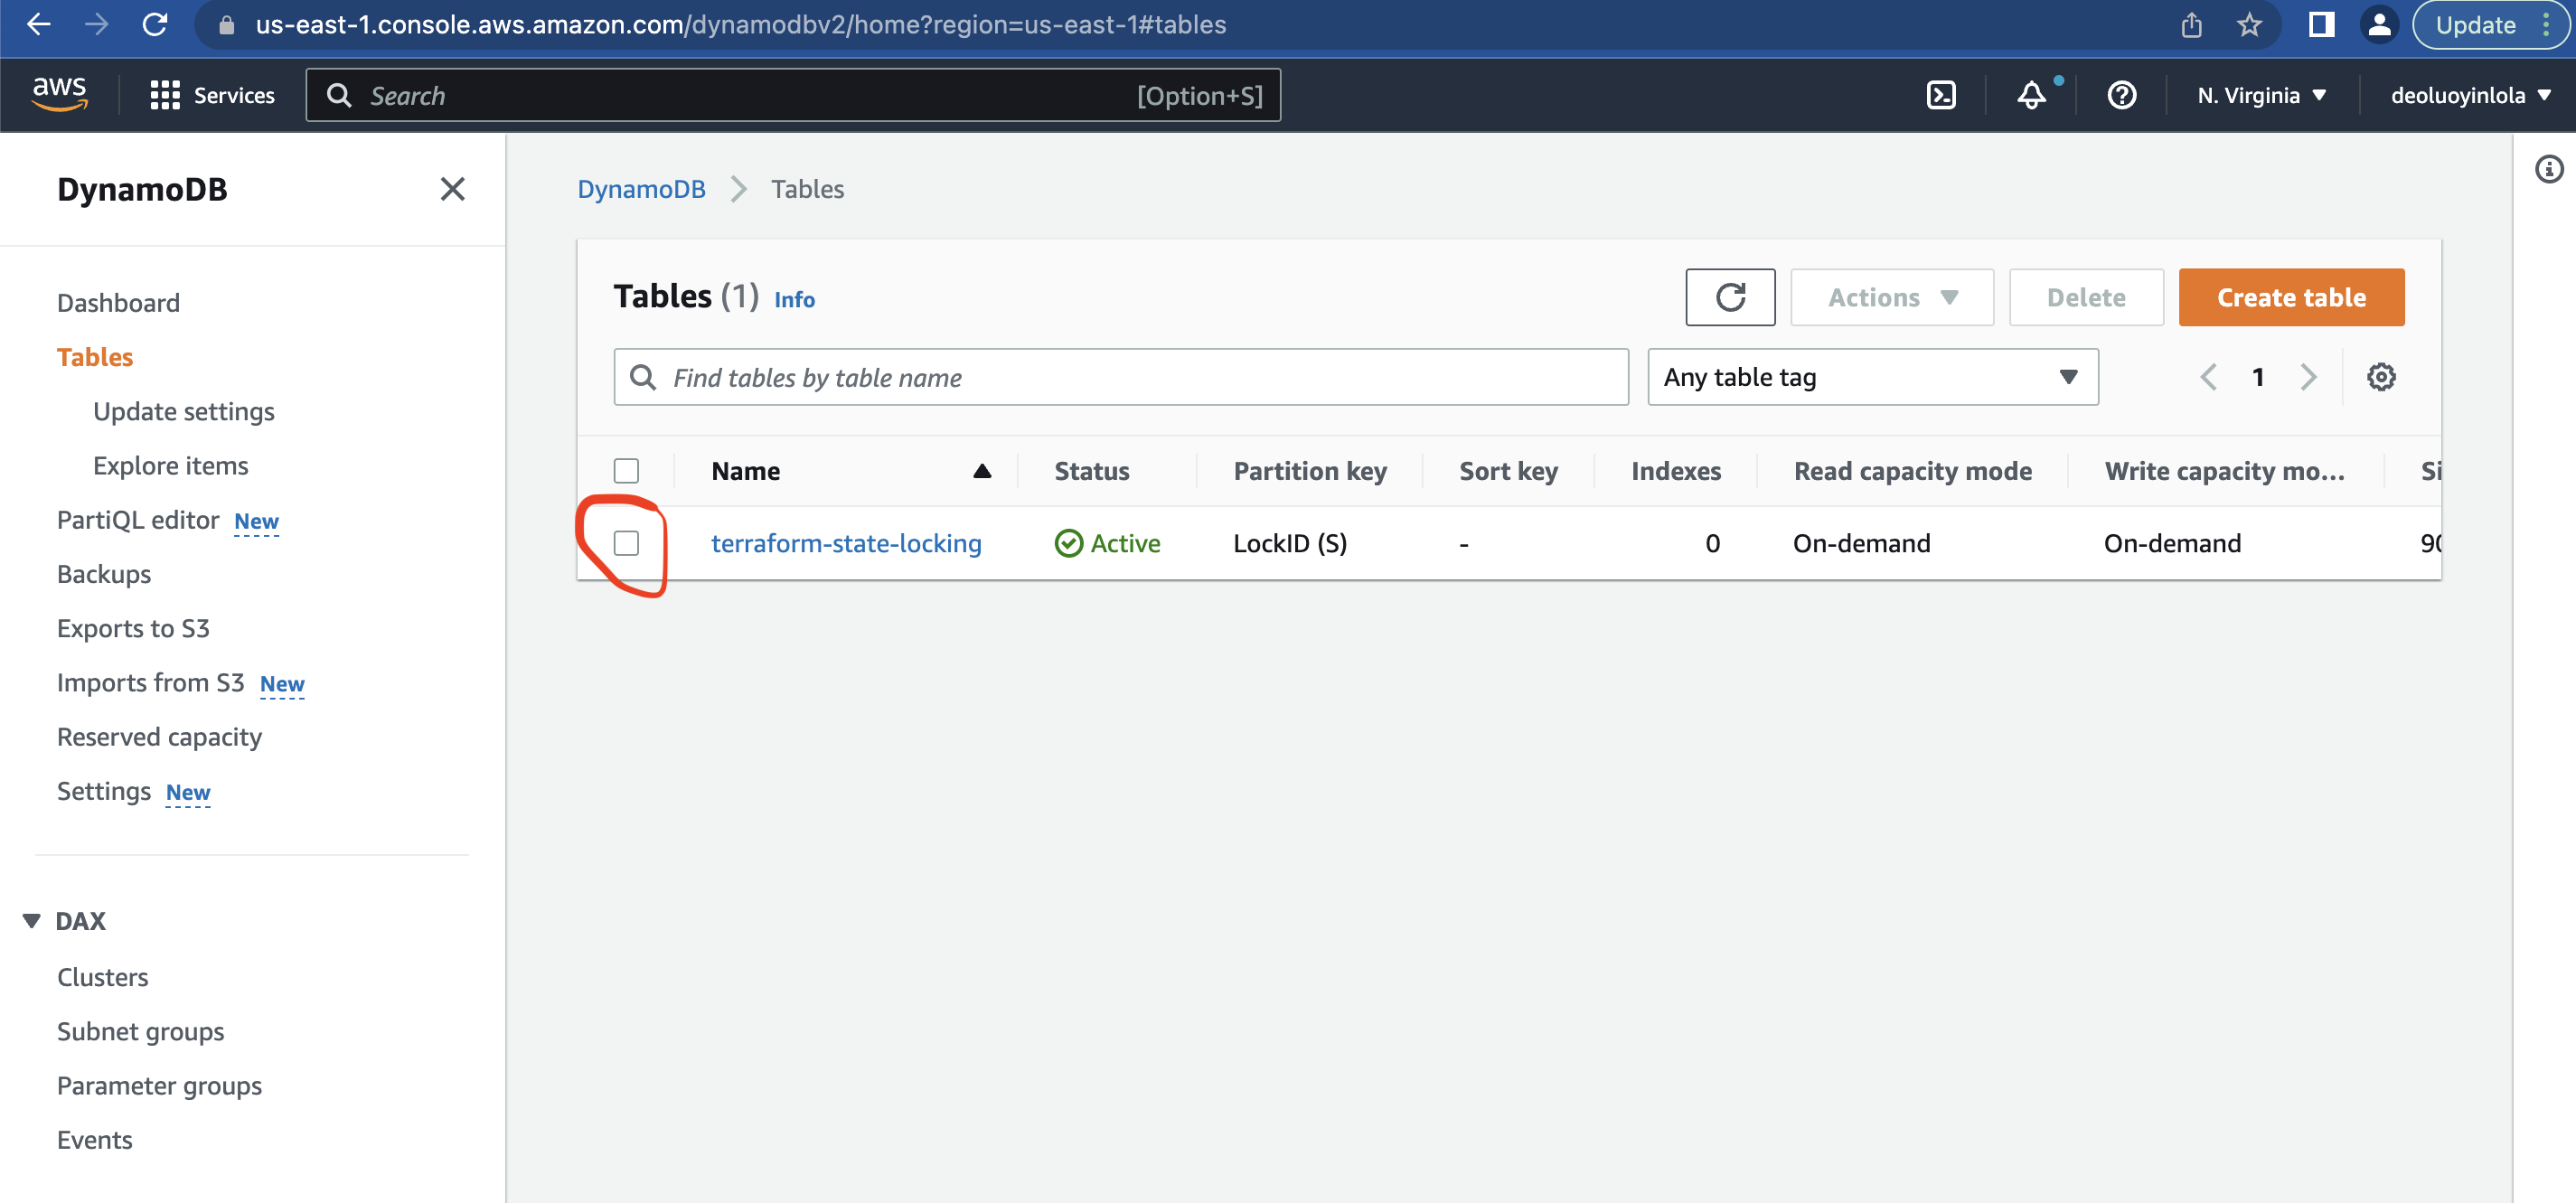 us-east-1.console.aws.amazon.com/dynamodbv2/home?region=us-east-1#tables
Update
aws
Services
Search
[Option+S]
N. Virginia
deoluoyinlola
DynamoDB
Dashboard
Tables
Update settings
Explore items
PartiQL editor New
Backups
Exports to S3
Imports from S3 New
Reserved capacity
Settings New
DAX
Clusters
Subnet groups
Parameter groups
Events
DynamoDB Tables
Tables (1) Info
Actions
Delete
Create table
Find tables by table name
Any table tag
1
Name Status Partition key Sort key Indexes Read capacity mode Write capacity mo...
terraform-state-locking Active LockID (S) - 0 On-demand On-demand